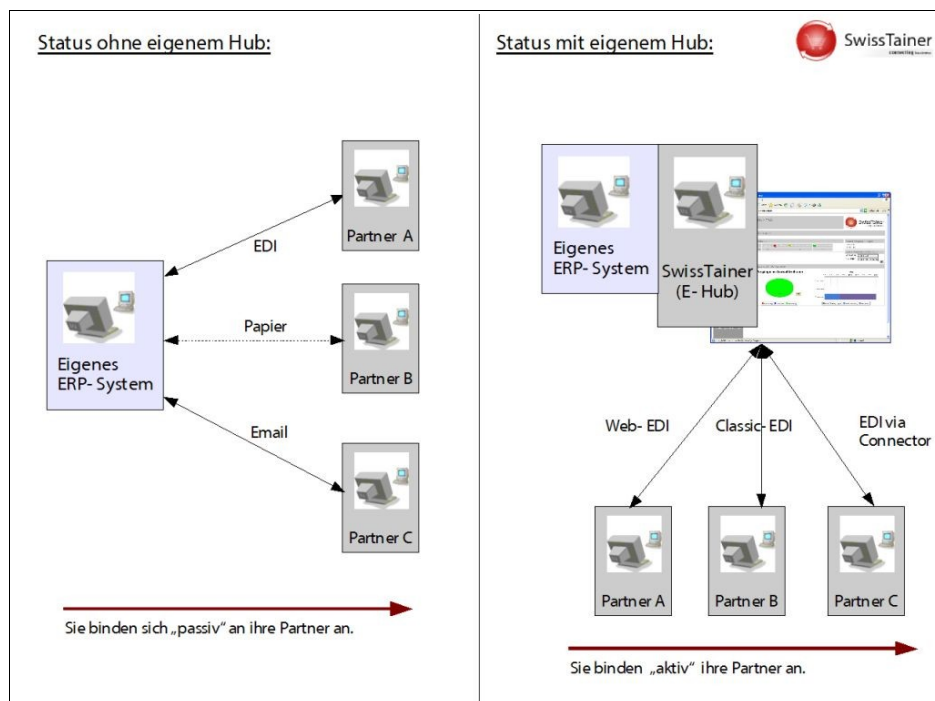 Status ohne eigenem Hub:
Partner A
EDI
Eigenes
ERP- System
Papier
Partner B
Email
Partner C
Sie binden sich „passiv“ an ihre Partner an.
Status mit eigenem Hub:
SwissTainer
Eigenes
ERP- System
SwissTainer
(E- Hub)
Web- EDI
Classic- EDI
EDI via
Connector
Partner A
Partner B
Partner C
Sie binden „aktiv“ ihre Partner an.